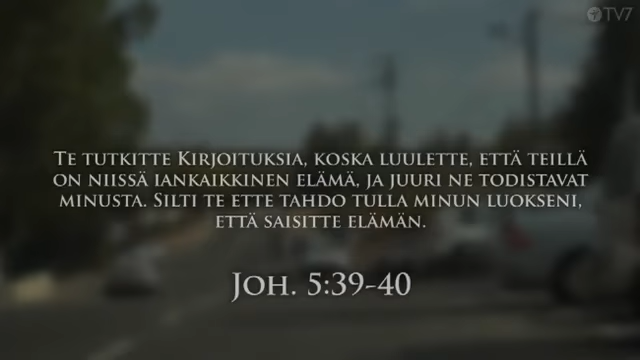 TV7
Te tutkitte Kirjoituksia, koska luulette, että teillä
on niissä iankaikkinen elämä, ja juuri ne todistavat
minusta. Silti te ette tahdo tulla minun luokseni,
että saisitte elämän.
Joh. 5:39-40